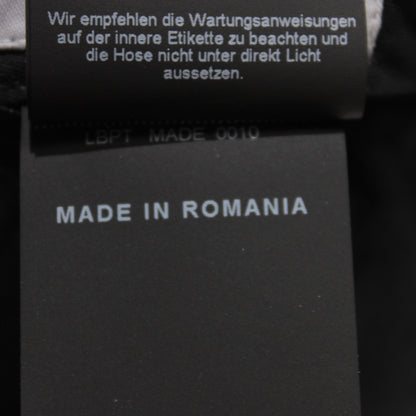 Wir empfehlen die Wartungsanweisungen
auf der innere Etikette zu beachten und
die Hose nicht unter direkt Licht
aussetzen.
LBPT MADE 0010
MADE IN ROMANIA